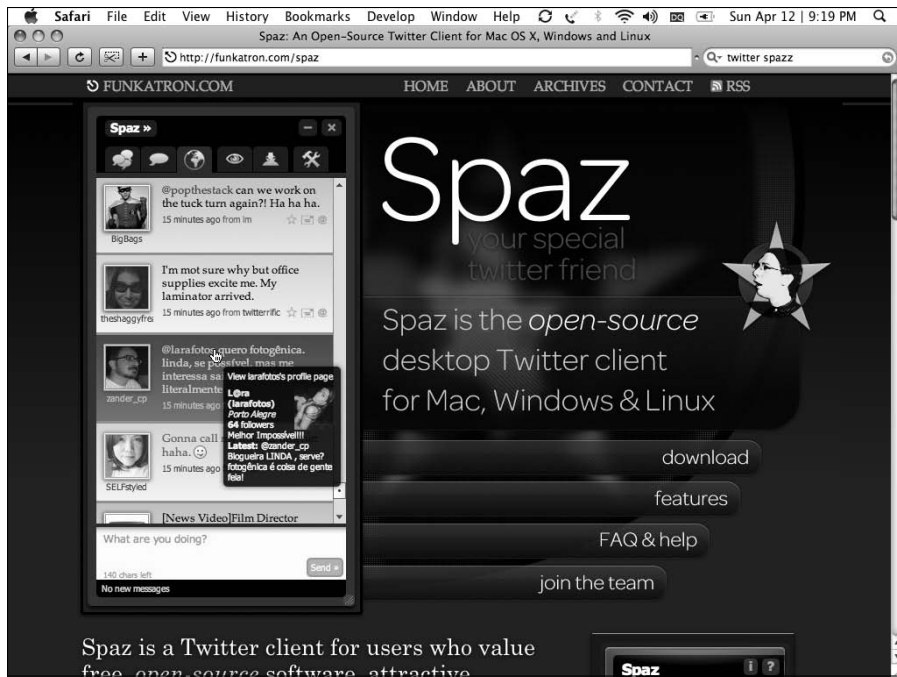 Safari File Edit View History Bookmarks Develop Window Help Sun Apr 12 | 9:19 PM
Spaz: An Open-Source Twitter Client for Mac OS X, Windows and Linux
http://funkatron.com/spaz
twitter spazz
FUNKATRON.COM HOME ABOUT ARCHIVES CONTACT RSS
Spaz »
@popthestack can we work on
the tuck turn again?! Ha ha ha.
15 minutes ago from im
BigBags
I'm mot sure why but office
supplies excite me. My
laminator arrived.
15 minutes ago from twitterrific
theshaggyfrea
@larafotos quero fotogênica.
linda, se possível. mas me
interessa
literalmente
15 minutes ago
zander_cp
View larafotos's profile page
L@ra
(larafotos)
Porto Alegre
64 followers
Melhor Impossível!!!
Latest: @zander_cp
Blogueira LINDA , serve?
fotogênica é coisa de gente
feia!
Gonna call
haha.
15 minutes ago
SELFstyled
[News Video]Film Director
What are you doing?
140 chars left
Send »
No new messages
Spaz
your special
twitter friend
Spaz is the open-source
desktop Twitter client
for Mac, Windows & Linux
download
features
FAQ & help
join the team
Spaz is a Twitter client for users who value
free, open-source software, attractive
Spaz i ?